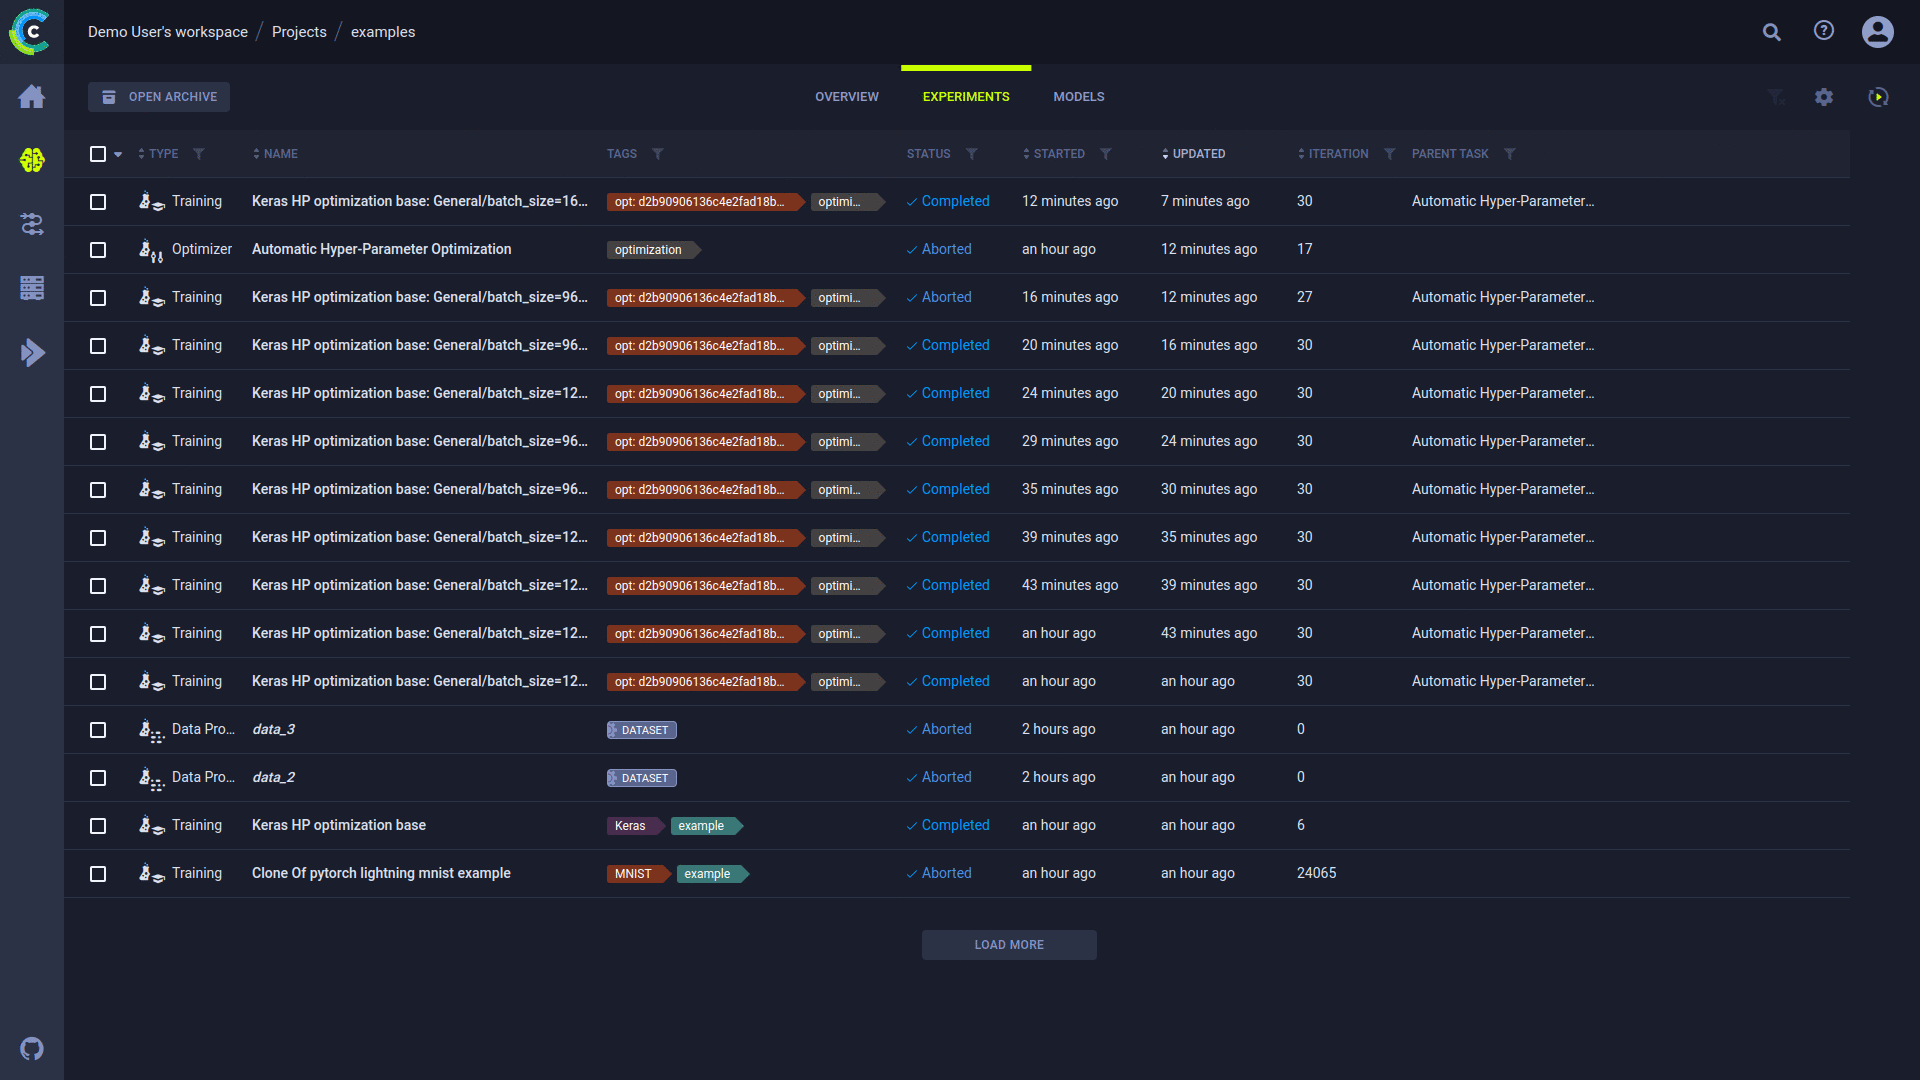 Demo User's workspace / Projects / examples
OPEN ARCHIVE
OVERVIEW EXPERIMENTS MODELS
TYPE NAME TAGS STATUS STARTED UPDATED ITERATION PARENT TASK
Training Keras HP optimization base: General/batch_size=16... opt: d2b90906136c4e2fad18b... optimi... Completed 12 minutes ago 7 minutes ago 30 Automatic Hyper-Parameter...
Optimizer Automatic Hyper-Parameter Optimization optimization Aborted an hour ago 12 minutes ago 17
Training Keras HP optimization base: General/batch_size=96... opt: d2b90906136c4e2fad18b... optimi... Aborted 16 minutes ago 12 minutes ago 27 Automatic Hyper-Parameter...
Training Keras HP optimization base: General/batch_size=96... opt: d2b90906136c4e2fad18b... optimi... Completed 20 minutes ago 16 minutes ago 30 Automatic Hyper-Parameter...
Training Keras HP optimization base: General/batch_size=12... opt: d2b90906136c4e2fad18b... optimi... Completed 24 minutes ago 20 minutes ago 30 Automatic Hyper-Parameter...
Training Keras HP optimization base: General/batch_size=96... opt: d2b90906136c4e2fad18b... optimi... Completed 29 minutes ago 24 minutes ago 30 Automatic Hyper-Parameter...
Training Keras HP optimization base: General/batch_size=96... opt: d2b90906136c4e2fad18b... optimi... Completed 35 minutes ago 30 minutes ago 30 Automatic Hyper-Parameter...
Training Keras HP optimization base: General/batch_size=12... opt: d2b90906136c4e2fad18b... optimi... Completed 39 minutes ago 35 minutes ago 30 Automatic Hyper-Parameter...
Training Keras HP optimization base: General/batch_size=12... opt: d2b90906136c4e2fad18b... optimi... Completed 43 minutes ago 39 minutes ago 30 Automatic Hyper-Parameter...
Training Keras HP optimization base: General/batch_size=12... opt: d2b90906136c4e2fad18b... optimi... Completed an hour ago 43 minutes ago 30 Automatic Hyper-Parameter...
Training Keras HP optimization base: General/batch_size=12... opt: d2b90906136c4e2fad18b... optimi... Completed an hour ago an hour ago 30 Automatic Hyper-Parameter...
Data Pro... data_3 DATASET Aborted 2 hours ago an hour ago 0
Data Pro... data_2 DATASET Aborted 2 hours ago an hour ago 0
Training Keras HP optimization base Keras example Completed an hour ago an hour ago 6
Training Clone Of pytorch lightning mnist example MNIST example Aborted an hour ago an hour ago 24065
LOAD MORE